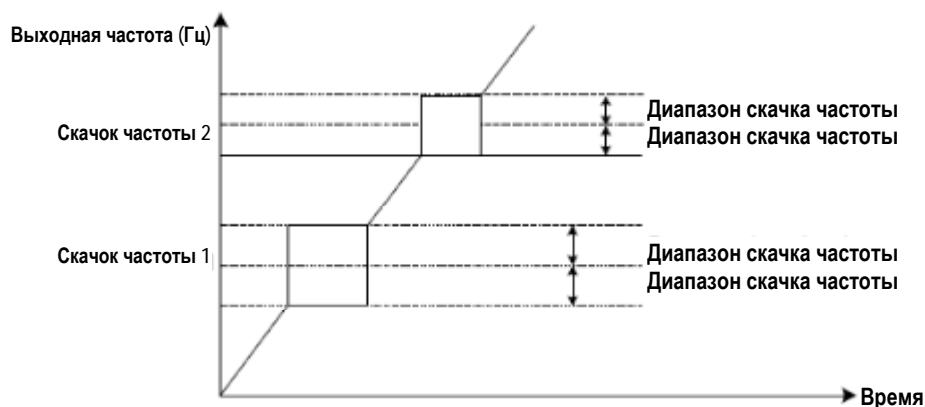 Выходная частота (Гц)
Диапазон скачка частоты
Скачок частоты 2
Диапазон скачка частоты
Скачок частоты 1
Диапазон скачка частоты
Диапазон скачка частоты
Время